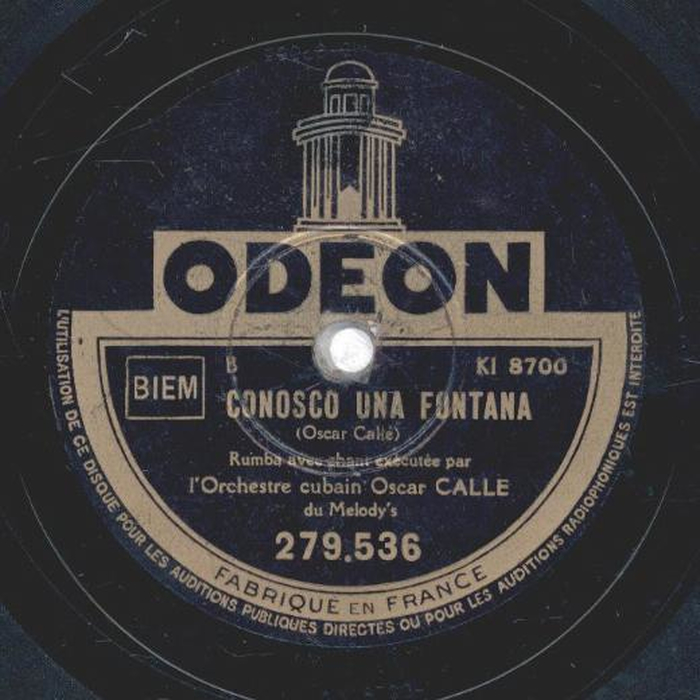 ODEON
BIEM
B
KI 8700
CONOSCO UNA FONTANA
(Oscar Calle)
Rumba avec chant exécutée par
l'Orchestre cubain Oscar CALLE
du Melody's
279.536
FABRIQUE EN FRANCE
L'UTILISATION DE CE DISQUE POUR LES AUDITIONS PUBLIQUES DIRECTES OU POUR LES AUDITIONS RADIOPHONIQUES EST INTERDITE